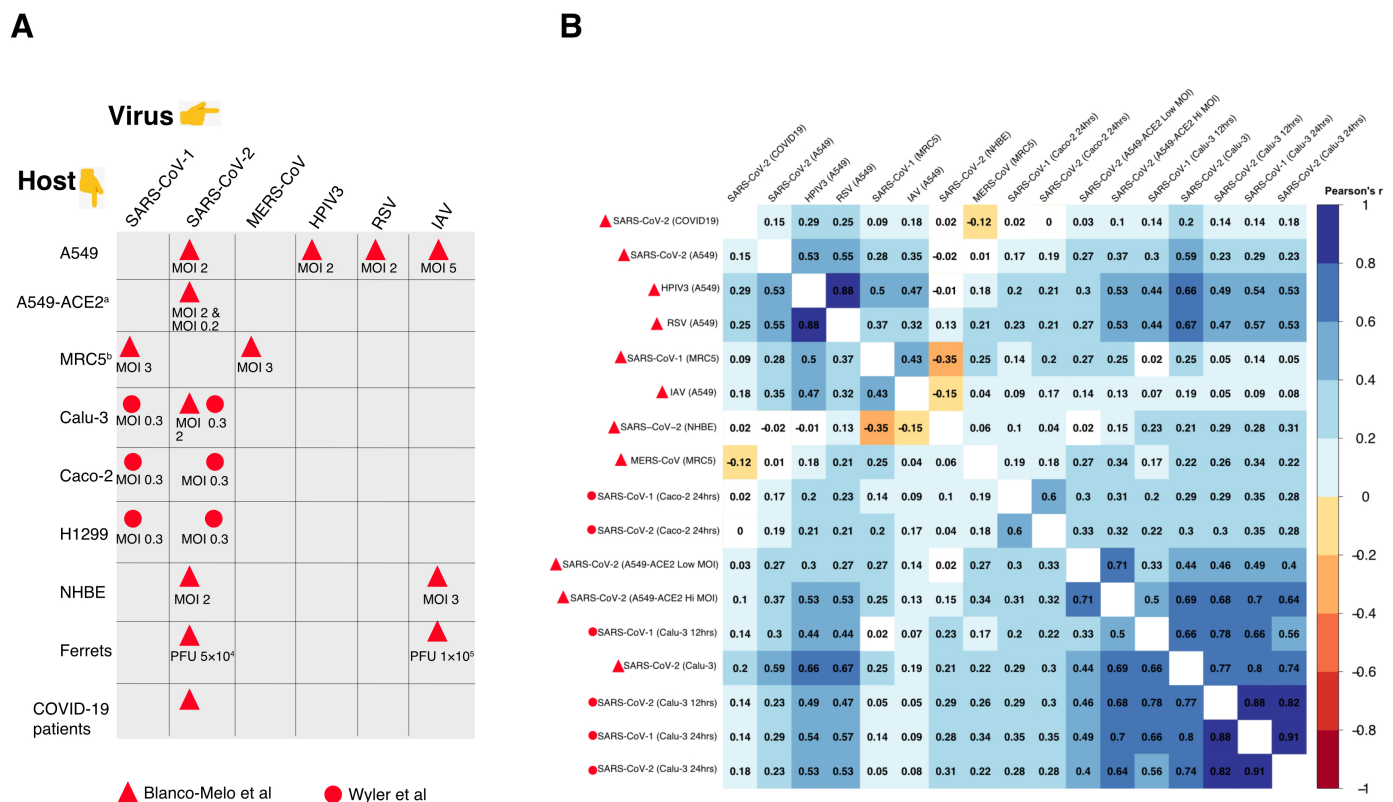 A
B
Virus
Host
SARS-CoV-1
SARS-CoV-2
MERS-CoV
HPIV3
RSV
IAV
A549
MOI 2
MOI 2
MOI 2
MOI 5
A549-ACE2ᵃ
MOI 2 &
MOI 0.2
MRC5ᵇ
MOI 3
MOI 3
Calu-3
MOI 0.3
MOI
2
0.3
Caco-2
MOI 0.3
MOI 0.3
H1299
MOI 0.3
MOI 0.3
NHBE
MOI 2
MOI 3
Ferrets
PFU 5×10⁴
PFU 1×10⁵
COVID-19
patients
Blanco-Melo et al
Wyler et al
SARS-CoV-2 (COVID19)
SARS-CoV-2 (A549)
HPIV3 (A549)
RSV (A549)
SARS-CoV-1 (MRC5)
IAV (A549)
SARS-CoV-2 (NHBE)
MERS-CoV (MRC5)
SARS-CoV-1 (Caco-2 24hrs)
SARS-CoV-2 (Caco-2 24hrs)
SARS-CoV-2 (A549-ACE2 Low MOI)
SARS-CoV-2 (A549-ACE2 Hi MOI)
SARS-CoV-1 (Calu-3 12hrs)
SARS-CoV-2 (Calu-3)
SARS-CoV-2 (Calu-3 12hrs)
SARS-CoV-1 (Calu-3 24hrs)
SARS-CoV-2 (Calu-3 24hrs)
Pearson's r
SARS-CoV-2 (COVID19) 0.15 0.29 0.25 0.09 0.18 0.02 -0.12 0.02 0 0.03 0.1 0.14 0.2 0.14 0.14 0.18
SARS-CoV-2 (A549) 0.15 0.53 0.55 0.28 0.35 -0.02 0.01 0.17 0.19 0.27 0.37 0.3 0.59 0.23 0.29 0.23
HPIV3 (A549) 0.29 0.53 0.88 0.5 0.47 -0.01 0.18 0.2 0.21 0.3 0.53 0.44 0.66 0.49 0.54 0.53
RSV (A549) 0.25 0.55 0.88 0.37 0.32 0.13 0.21 0.23 0.21 0.27 0.53 0.44 0.67 0.47 0.57 0.53
SARS-CoV-1 (MRC5) 0.09 0.28 0.5 0.37 0.43 -0.35 0.25 0.14 0.2 0.27 0.25 0.02 0.25 0.05 0.14 0.05
IAV (A549) 0.18 0.35 0.47 0.32 0.43 -0.15 0.04 0.09 0.17 0.14 0.13 0.07 0.19 0.05 0.09 0.08
SARS-CoV-2 (NHBE) 0.02 -0.02 -0.01 0.13 -0.35 -0.15 0.06 0.1 0.04 0.02 0.15 0.23 0.21 0.29 0.28 0.31
MERS-CoV (MRC5) -0.12 0.01 0.18 0.21 0.25 0.04 0.06 0.19 0.18 0.27 0.34 0.17 0.22 0.26 0.34 0.22
SARS-CoV-1 (Caco-2 24hrs) 0.02 0.17 0.2 0.23 0.14 0.09 0.1 0.19 0.6 0.3 0.31 0.2 0.29 0.29 0.35 0.28
SARS-CoV-2 (Caco-2 24hrs) 0 0.19 0.21 0.21 0.2 0.17 0.04 0.18 0.6 0.33 0.32 0.22 0.3 0.3 0.35 0.28
SARS-CoV-2 (A549-ACE2 Low MOI) 0.03 0.27 0.3 0.27 0.27 0.14 0.02 0.27 0.3 0.33 0.71 0.33 0.44 0.46 0.49 0.4
SARS-CoV-2 (A549-ACE2 Hi MOI) 0.1 0.37 0.53 0.53 0.25 0.13 0.15 0.34 0.31 0.32 0.71 0.5 0.69 0.68 0.7 0.64
SARS-CoV-1 (Calu-3 12hrs) 0.14 0.3 0.44 0.44 0.02 0.07 0.23 0.17 0.2 0.22 0.33 0.5 0.66 0.78 0.66 0.56
SARS-CoV-2 (Calu-3) 0.2 0.59 0.66 0.67 0.25 0.19 0.21 0.22 0.29 0.3 0.44 0.69 0.66 0.77 0.8 0.74
SARS-CoV-2 (Calu-3 12hrs) 0.14 0.23 0.49 0.47 0.05 0.05 0.29 0.26 0.29 0.3 0.46 0.68 0.78 0.77 0.88 0.82
SARS-CoV-1 (Calu-3 24hrs) 0.14 0.29 0.54 0.57 0.14 0.09 0.28 0.34 0.35 0.35 0.49 0.7 0.66 0.8 0.88 0.91
SARS-CoV-2 (Calu-3 24hrs) 0.18 0.23 0.53 0.53 0.05 0.08 0.31 0.22 0.28 0.28 0.4 0.64 0.56 0.74 0.82 0.91
1
0.8
0.6
0.4
0.2
0
-0.2
-0.4
-0.6
-0.8
-1